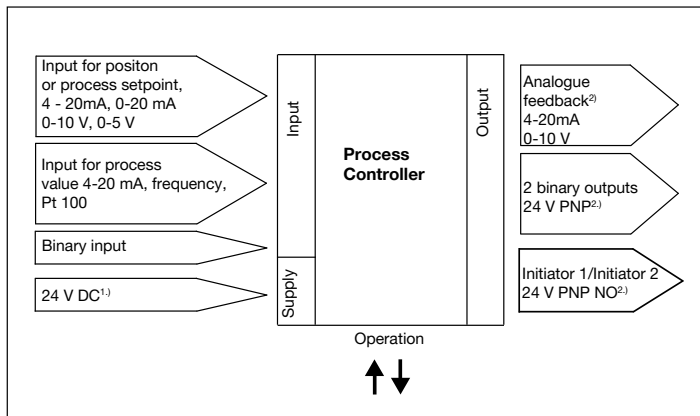 Input for positon
or process setpoint,
4 - 20mA, 0-20 mA
0-10 V, 0-5 V
Input for process
value 4-20 mA, frequency,
Pt 100
Binary input
24 V DC1.)
Input
Supply
Process
Controller
Output
Analogue
feedback2)
4-20mA
0-10 V
2 binary outputs
24 V PNP2.)
Initiator 1/Initiator 2
24 V PNP NO2.)
Operation